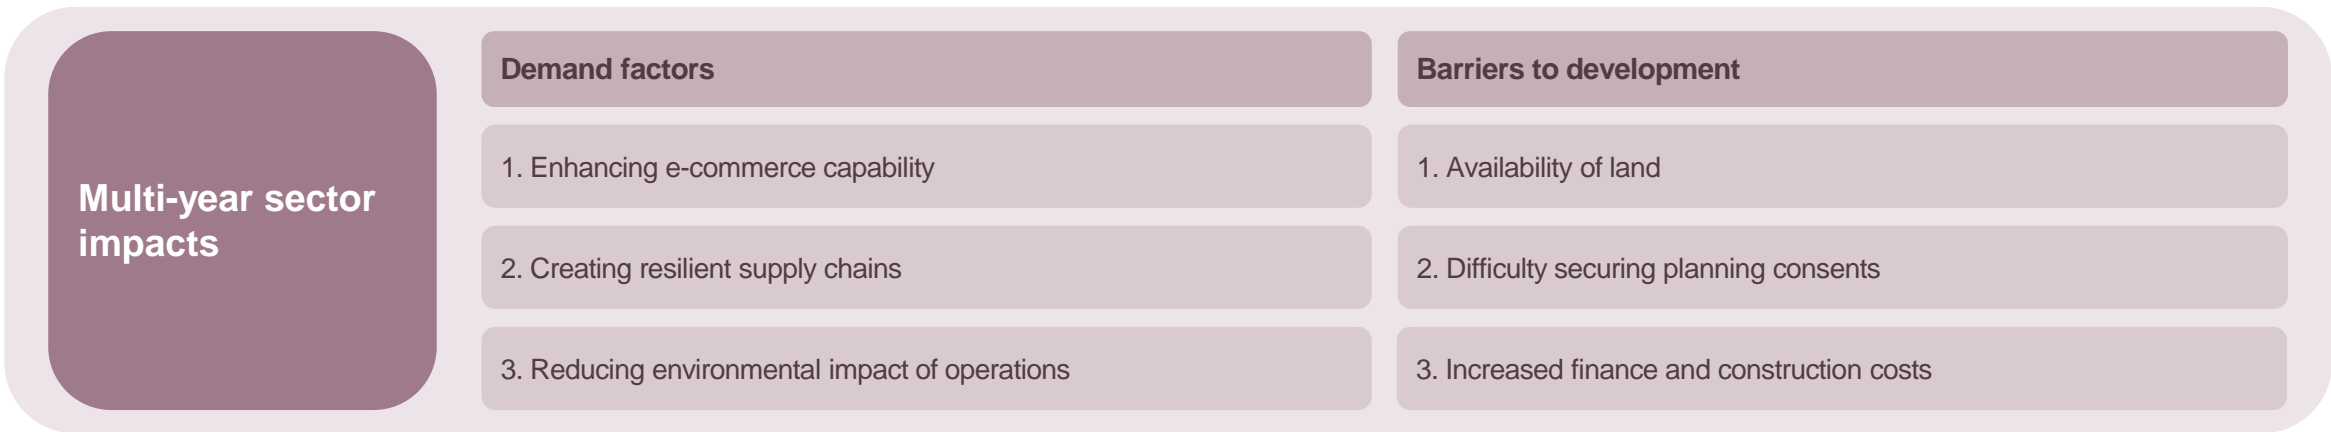 Multi-year sector
impacts
Demand factors
1. Enhancing e-commerce capability
2. Creating resilient supply chains
3. Reducing environmental impact of operations
Barriers to development
1. Availability of land
2. Difficulty securing planning consents
3. Increased finance and construction costs